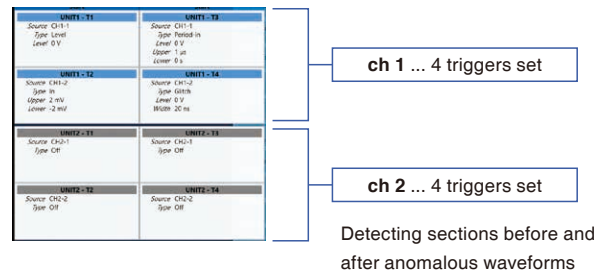 UNIT1 - T1
Source CH1-1
Type Level
Level 0 V
UNIT1 - T3
Source CH1-1
Type Period In
Level 0 V
Upper 1 µs
Lower 0 s
UNIT1 - T2
Source CH1-2
Type In
Upper 2 mV
Lower -2 mV
UNIT1 - T4
Source CH1-2
Type Glitch
Level 0 V
Width 20 ns
UNIT2 - T1
Source CH2-1
Type Off
UNIT2 - T3
Source CH2-1
Type Off
UNIT2 - T2
Source CH2-2
Type Off
UNIT2 - T4
Source CH2-2
Type Off
ch 1 ... 4 triggers set
ch 2 ... 4 triggers set
Detecting sections before and
after anomalous waveforms